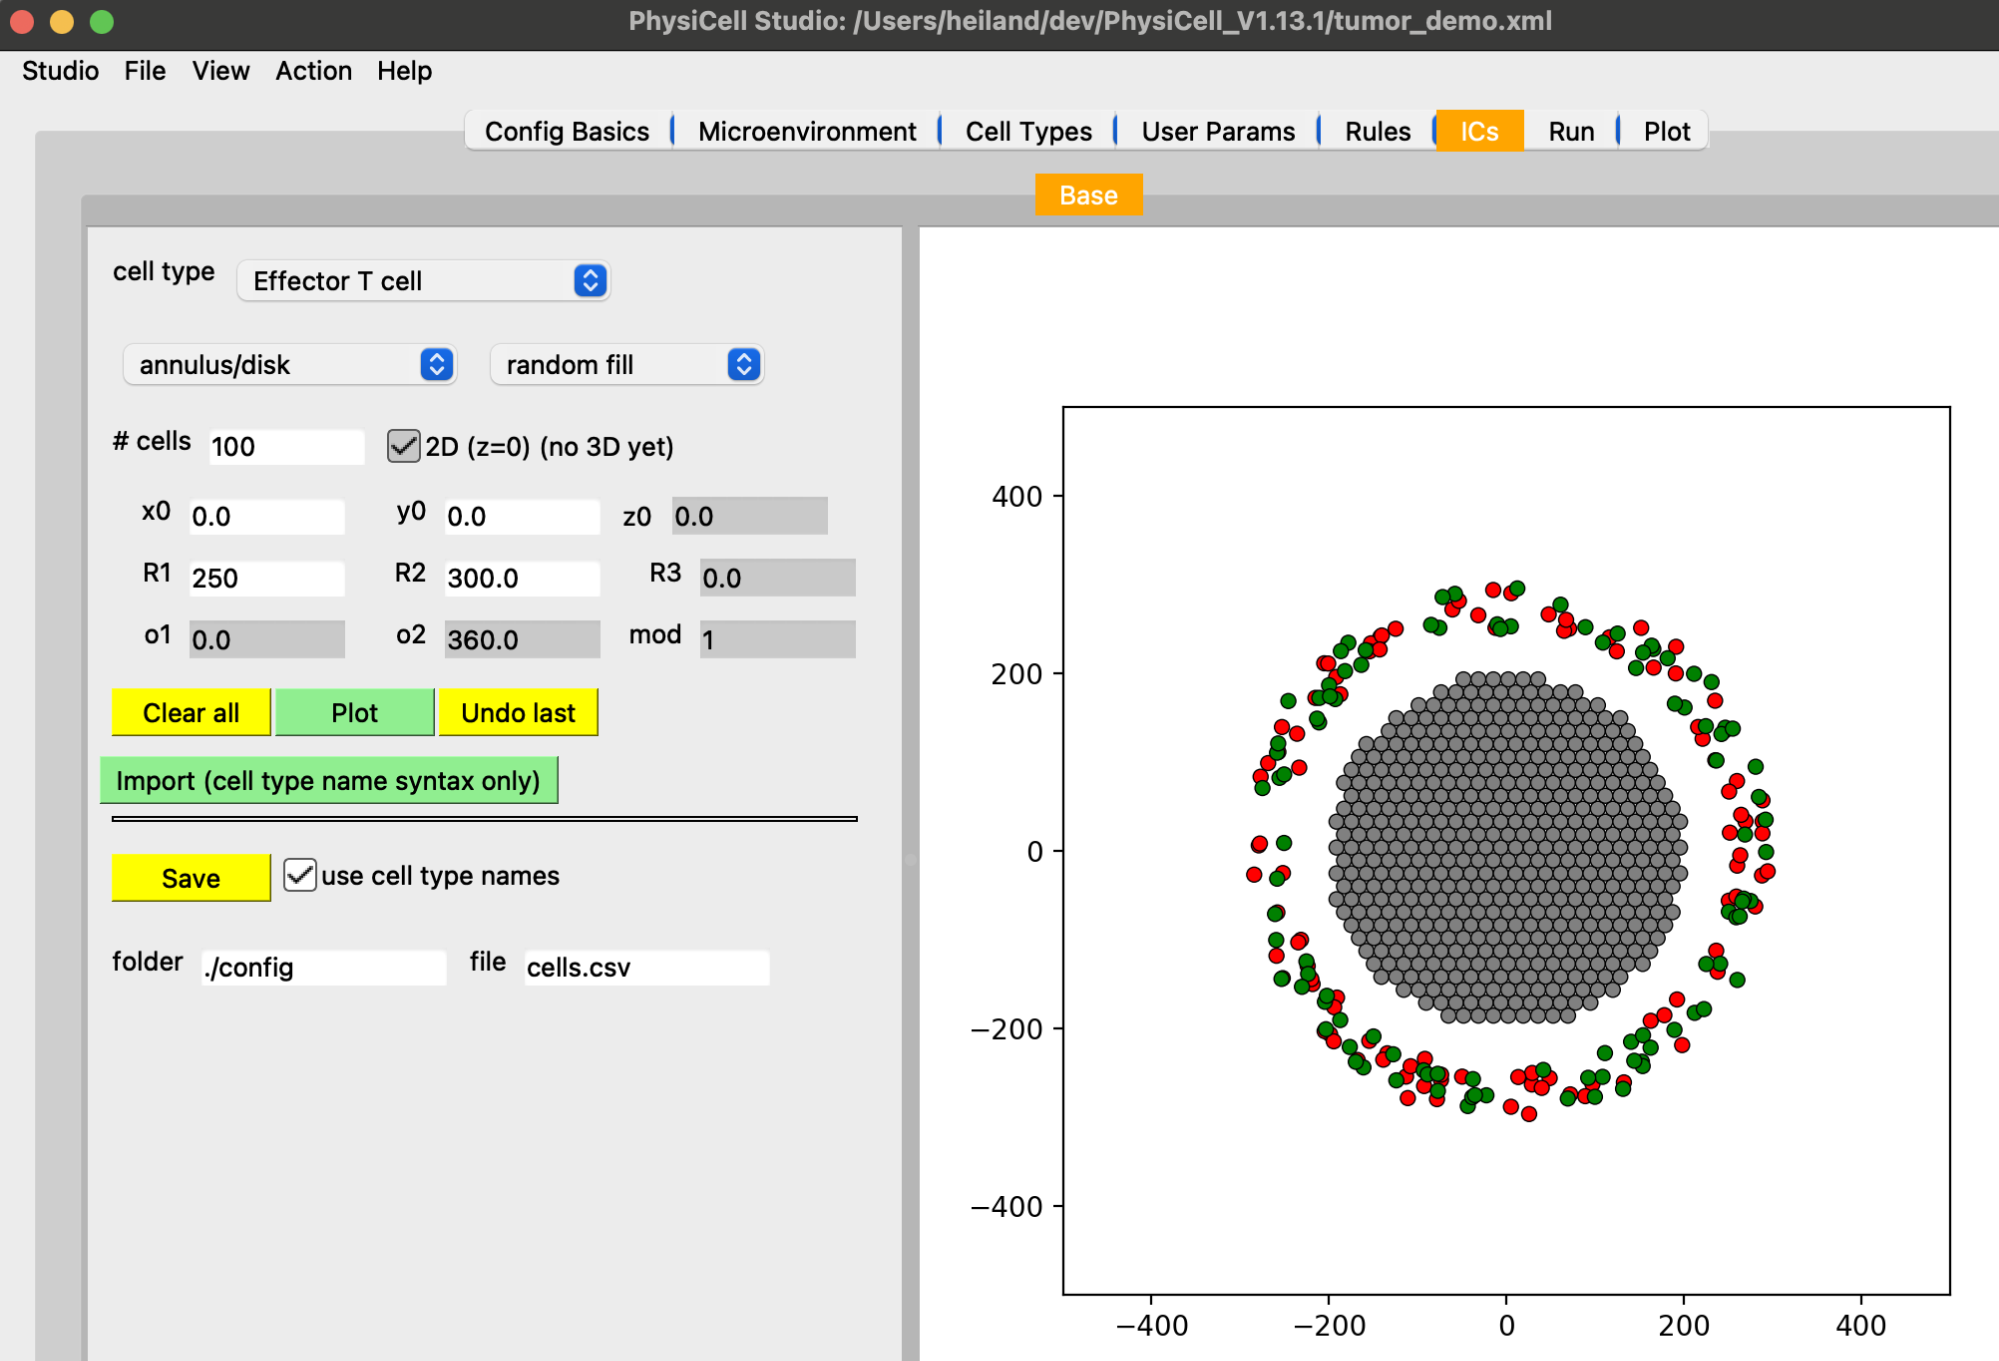 PhysiCell Studio: /Users/heiland/dev/PhysiCell_V1.13.1/tumor_demo.xml
Studio File View Action Help
Config Basics Microenvironment Cell Types User Params Rules ICs Run Plot
Base
cell type Effector T cell
annulus/disk random fill
# cells 100 2D (z=0) (no 3D yet)
x0 0.0 y0 0.0 z0 0.0
R1 250 R2 300.0 R3 0.0
o1 0.0 o2 360.0 mod 1
Clear all Plot Undo last
Import (cell type name syntax only)
Save use cell type names
folder ./config file cells.csv
400
200
0
−200
−400
−400 −200 0 200 400